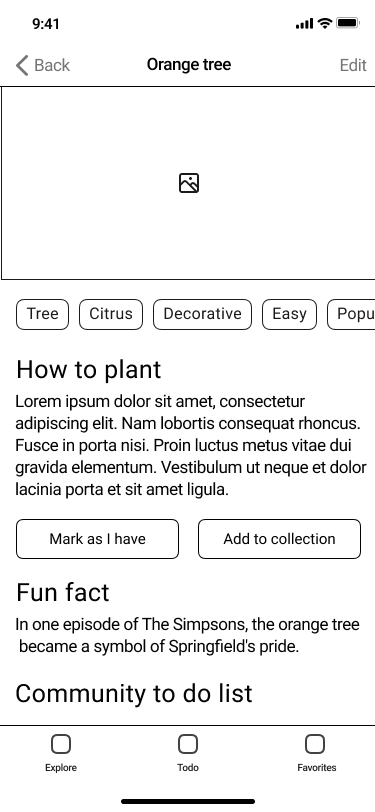 9:41
Back
Orange tree
Edit
Tree
Citrus
Decorative
Easy
Popu
How to plant
Lorem ipsum dolor sit amet, consectetur
adipiscing elit. Nam lobortis consequat rhoncus.
Fusce in porta nisi. Proin luctus metus vitae dui
gravida elementum. Vestibulum ut neque et dolor
lacinia porta et sit amet ligula.
Mark as I have
Add to collection
Fun fact
In one episode of The Simpsons, the orange tree
became a symbol of Springfield's pride.
Community to do list
Explore
Todo
Favorites